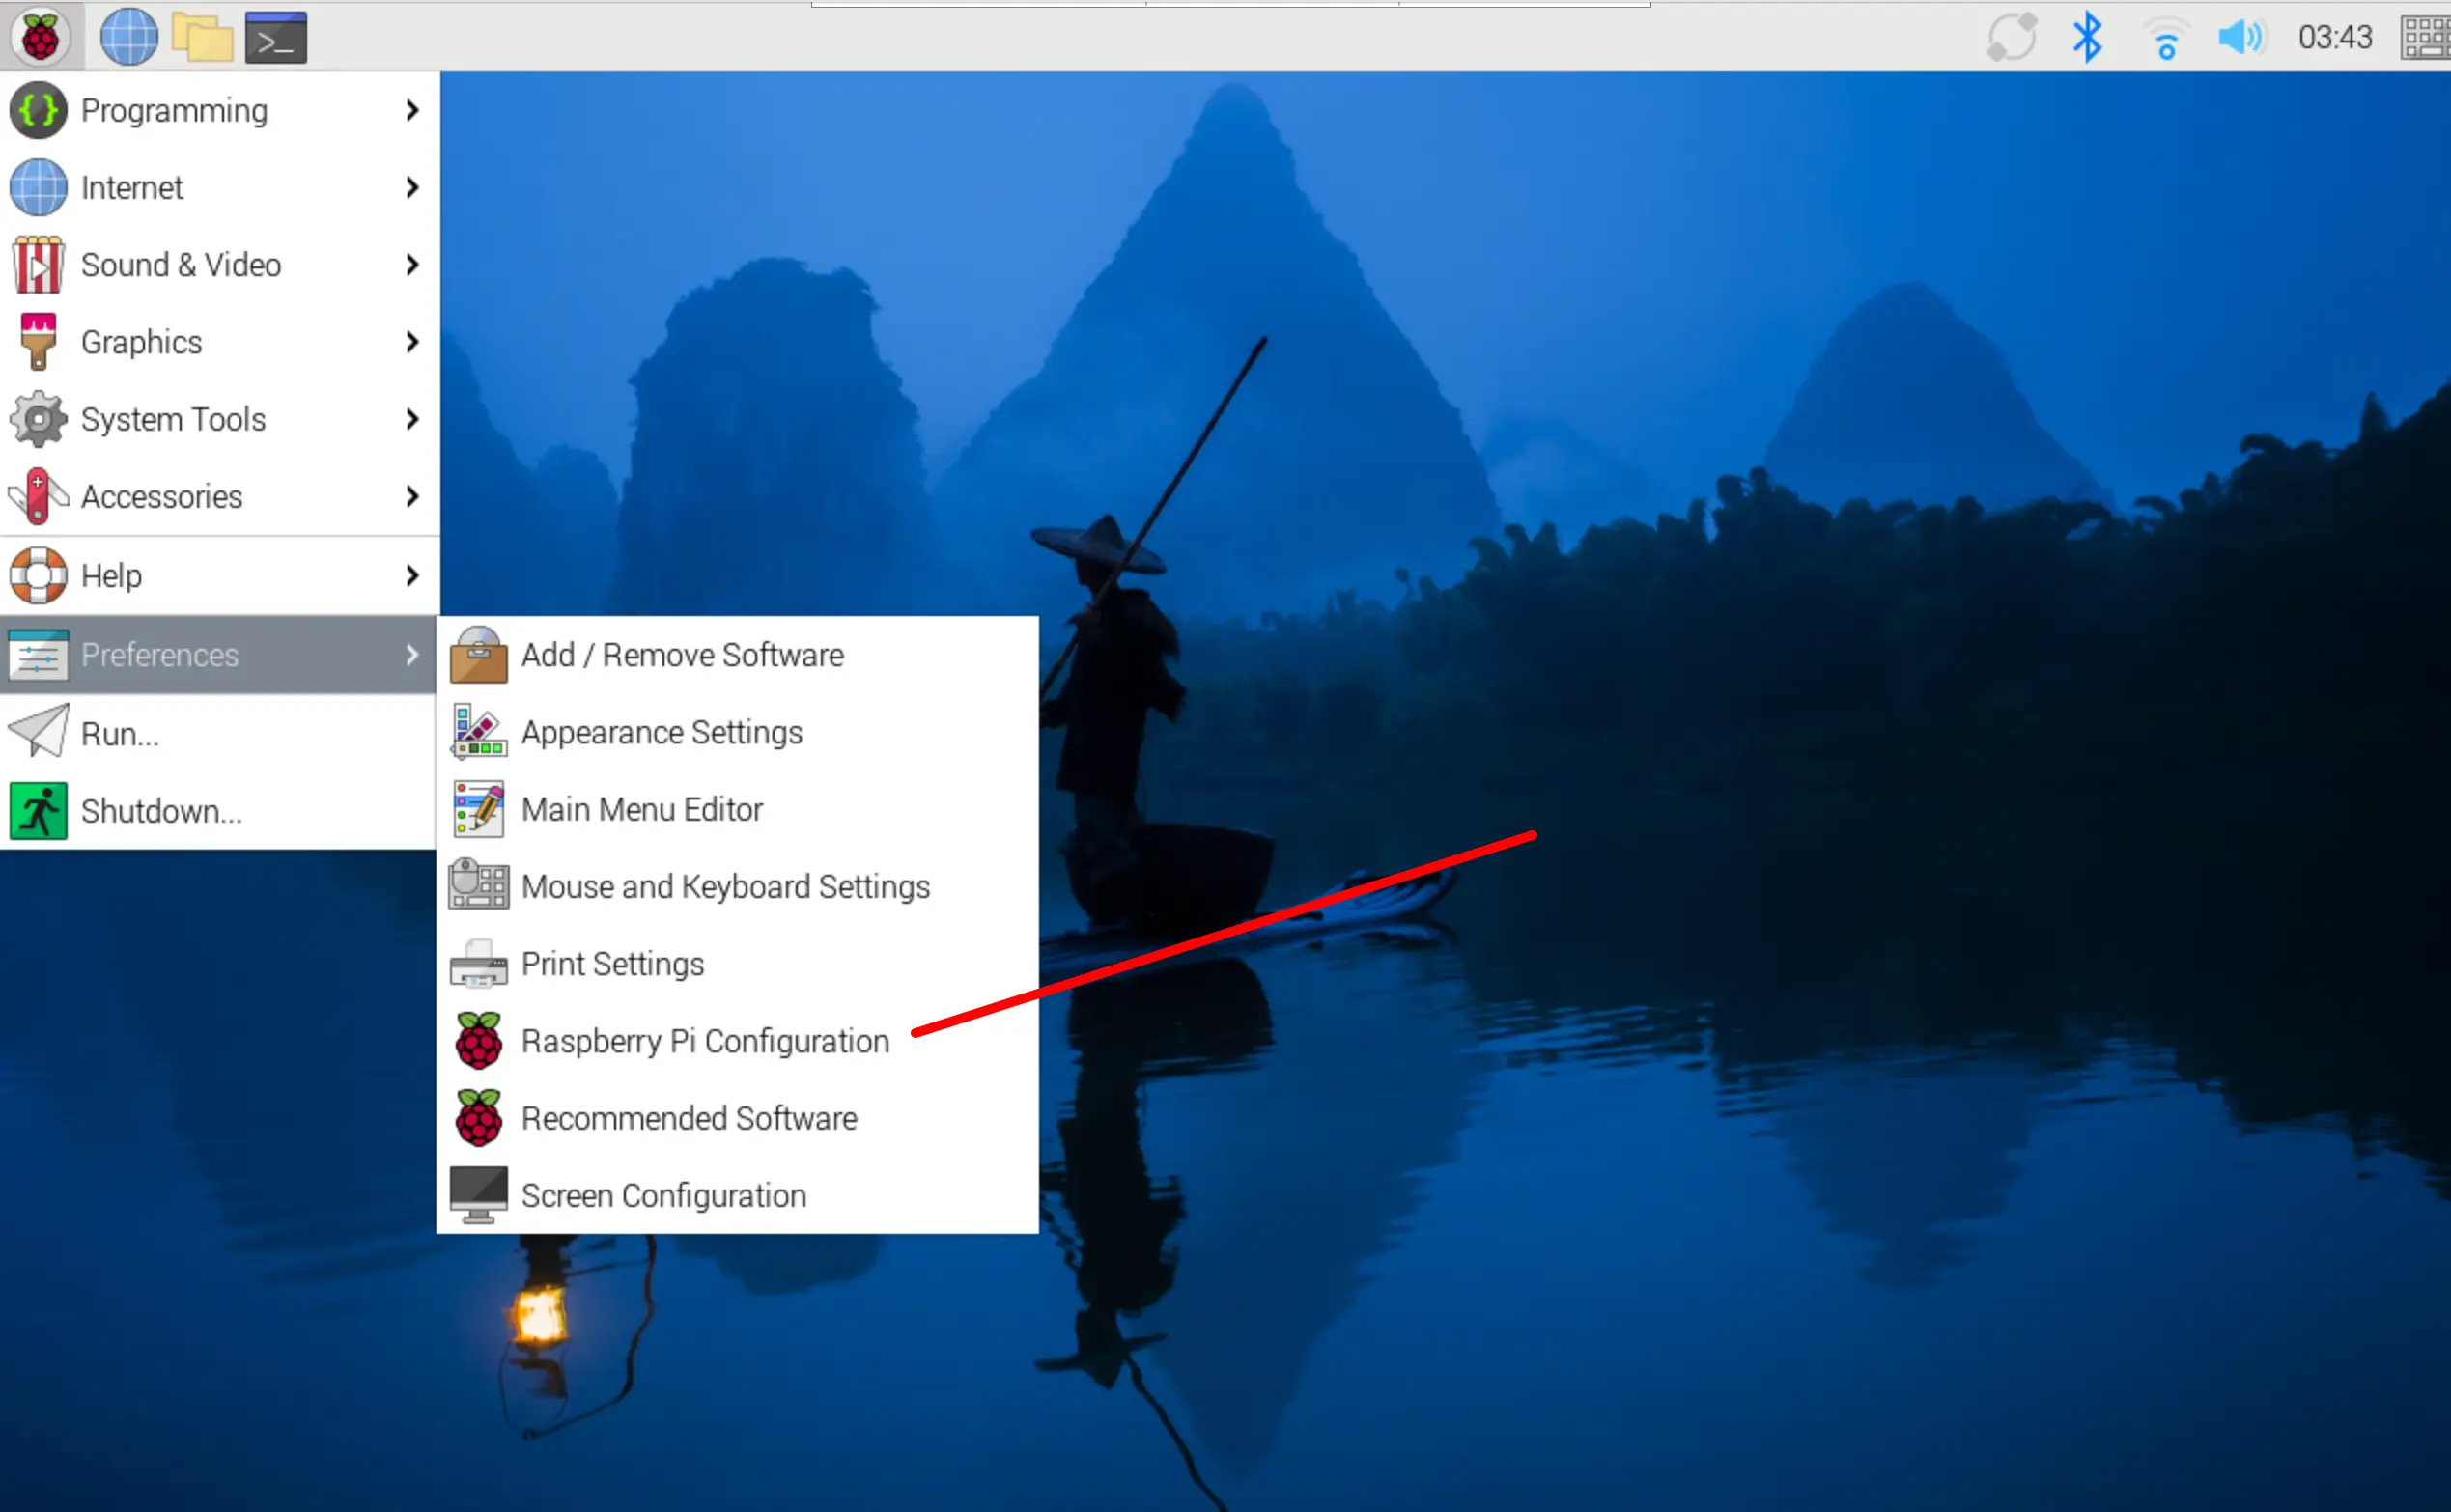 03:43
Programming
Internet
Sound & Video
Graphics
System Tools
Accessories
Help
Preferences
Run...
Shutdown...
Add / Remove Software
Appearance Settings
Main Menu Editor
Mouse and Keyboard Settings
Print Settings
Raspberry Pi Configuration
Recommended Software
Screen Configuration